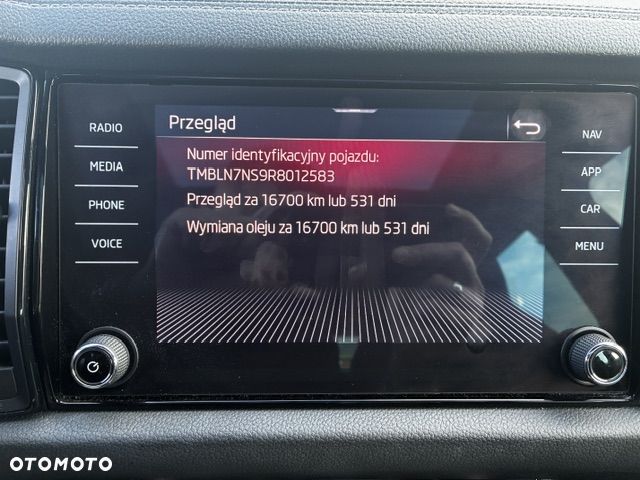 Przegląd
Numer identyfikacyjny pojazdu:
TMBLN7NS9R8012583
Przegląd za 16700 km lub 531 dni
Wymiana oleju za 16700 km lub 531 dni
RADIO
MEDIA
PHONE
VOICE
NAV
APP
CAR
MENU
OTOMOTO